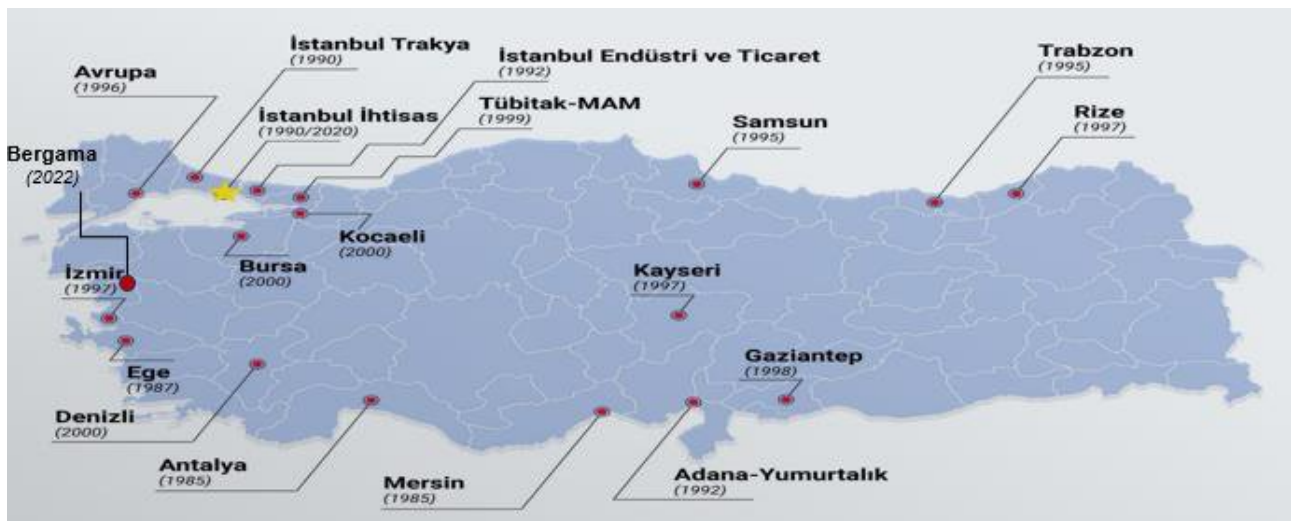 İstanbul Trakya
(1990)
İstanbul Endüstri ve Ticaret
(1992)
Trabzon
(1995)
Avrupa
(1996)
Tübitak-MAM
(1999)
İstanbul İhtisas
(1990/2020)
Rize
(1997)
Samsun
(1995)
Bergama
(2022)
Kocaeli
(2000)
Bursa
(2000)
İzmir
(1997)
Kayseri
(1997)
Gaziantep
(1998)
Ege
(1987)
Denizli
(2000)
Antalya
(1985)
Mersin
(1985)
Adana-Yumurtalık
(1992)